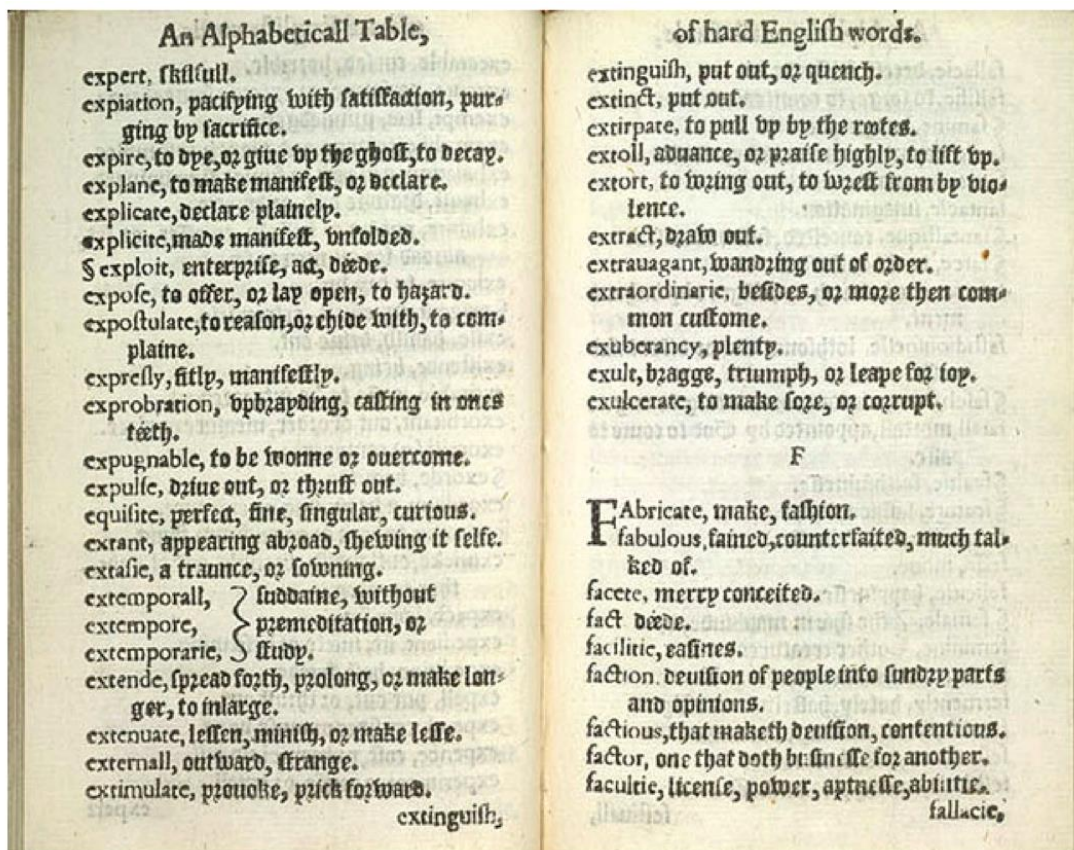 An Alphabeticall Table,
expert, skilfull.
expiation, pacifying with satisfaction, pur-
ging by sacrifice.
expire, to dye, or giue vp the ghost, to decay.
explane, to make manifest, or declare.
explicate, declare plainely.
explicite, made manifest, vnfolded.
§ exploit, enterprise, act, deede.
expose, to offer, or lay open, to hazard.
expostulate, to reason, or chide with, to com-
plaine.
expresly, fitly, manifestly.
exprobration, vpbrayding, casting in ones
teeth.
expugnable, to be wonne or ouercome.
expulse, driue out, or thrust out.
equisite, perfect, fine, singular, curious.
extant, appearing abroad, shewing it selfe.
extasie, a traunce, or sowning.
extemporall, } suddaine, without
extempore, } premeditation, or
extemporarie, } study.
extende, spread forth, prolong, or make lon-
ger, to inlarge.
extenuate, lessen, minish, or make lesse.
externall, outward, strange.
extimulate, prouoke, prick forward.
extinguish,
of hard English words.
extinguish, put out, or quench.
extinct, put out.
extirpate, to pull vp by the rootes.
extoll, aduance, or praise highly, to lift vp.
extort, to wring out, to wrest from by vio-
lence.
extract, draw out.
extrauagant, wandring out of order.
extraordinarie, besides, or more then com-
mon custome.
exuberancy, plenty.
exult, bragge, triumph, or leape for ioy.
exulcerate, to make sore, or corrupt.
F
FAbricate, make, fashion.
fabulous, fained, counterfaited, much tal-
ked of.
facete, merry conceited.
fact deede.
facilitie, easines.
faction, deuision of people into sundry parts
and opinions.
factious, that maketh deuision, contentious.
factor, one that doth businesse for another.
facultie, license, power, aptnesse, abilitie.
fallacie,